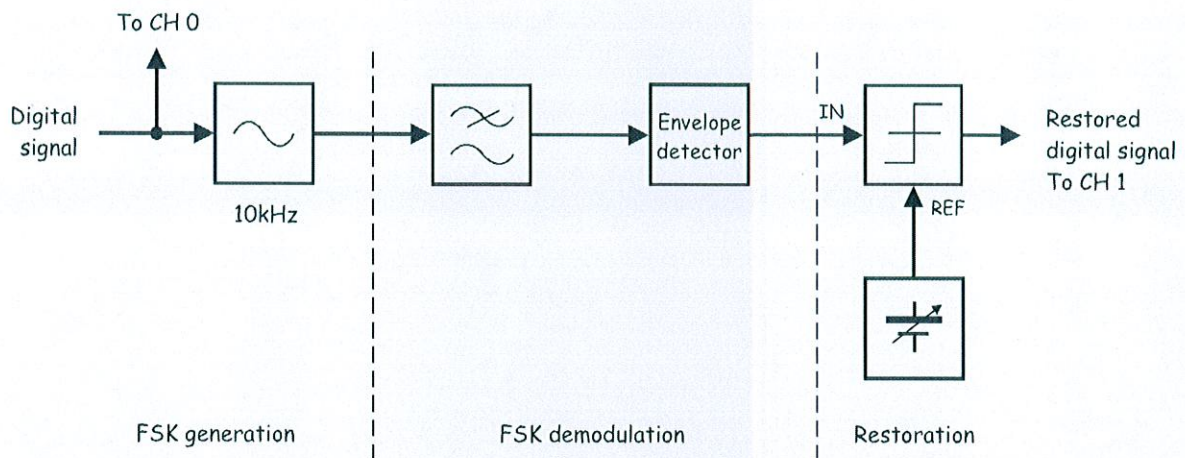 To CH 0
Digital
signal
10kHz
Envelope
detector
IN
REF
Restored
digital signal
To CH 1
FSK generation
FSK demodulation
Restoration